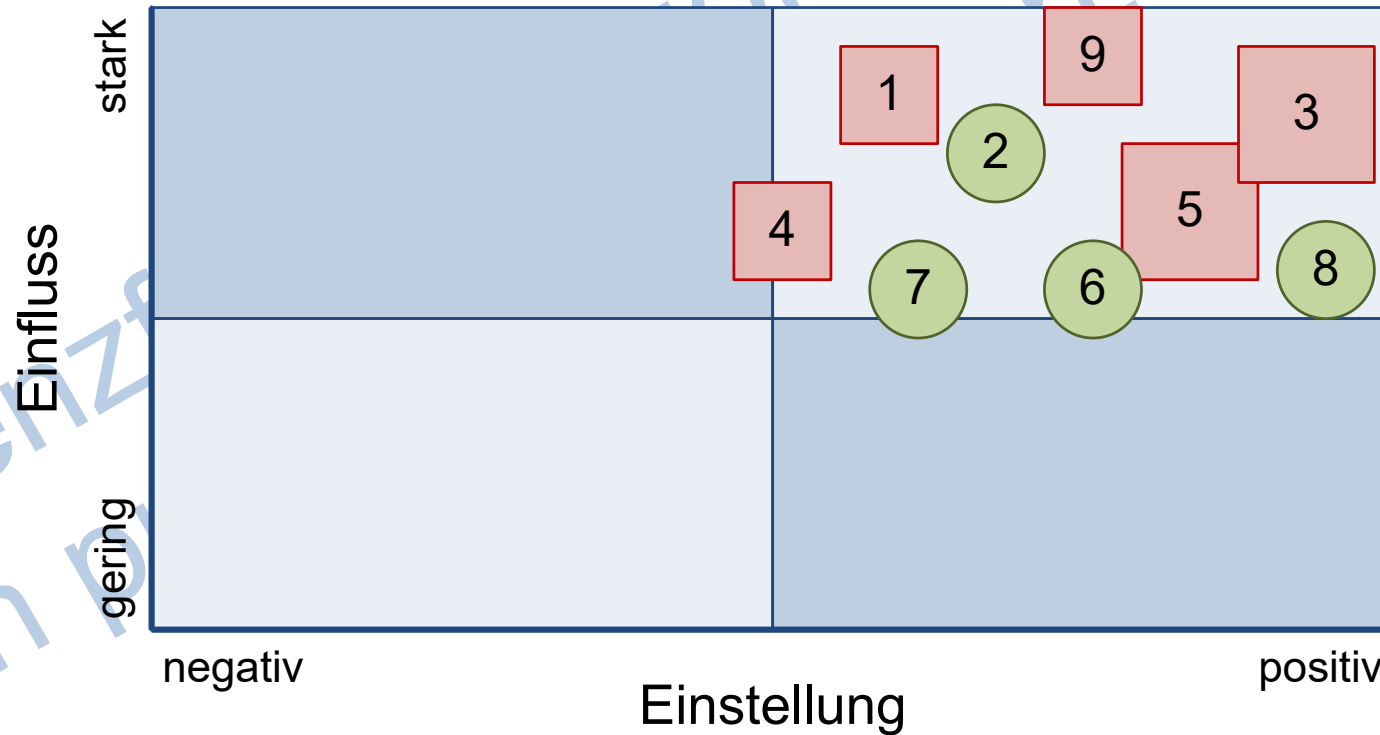 stark
9
1
3
2
5
4
8
7
6
Einfluss
gering
negativ
positiv
Einstellung